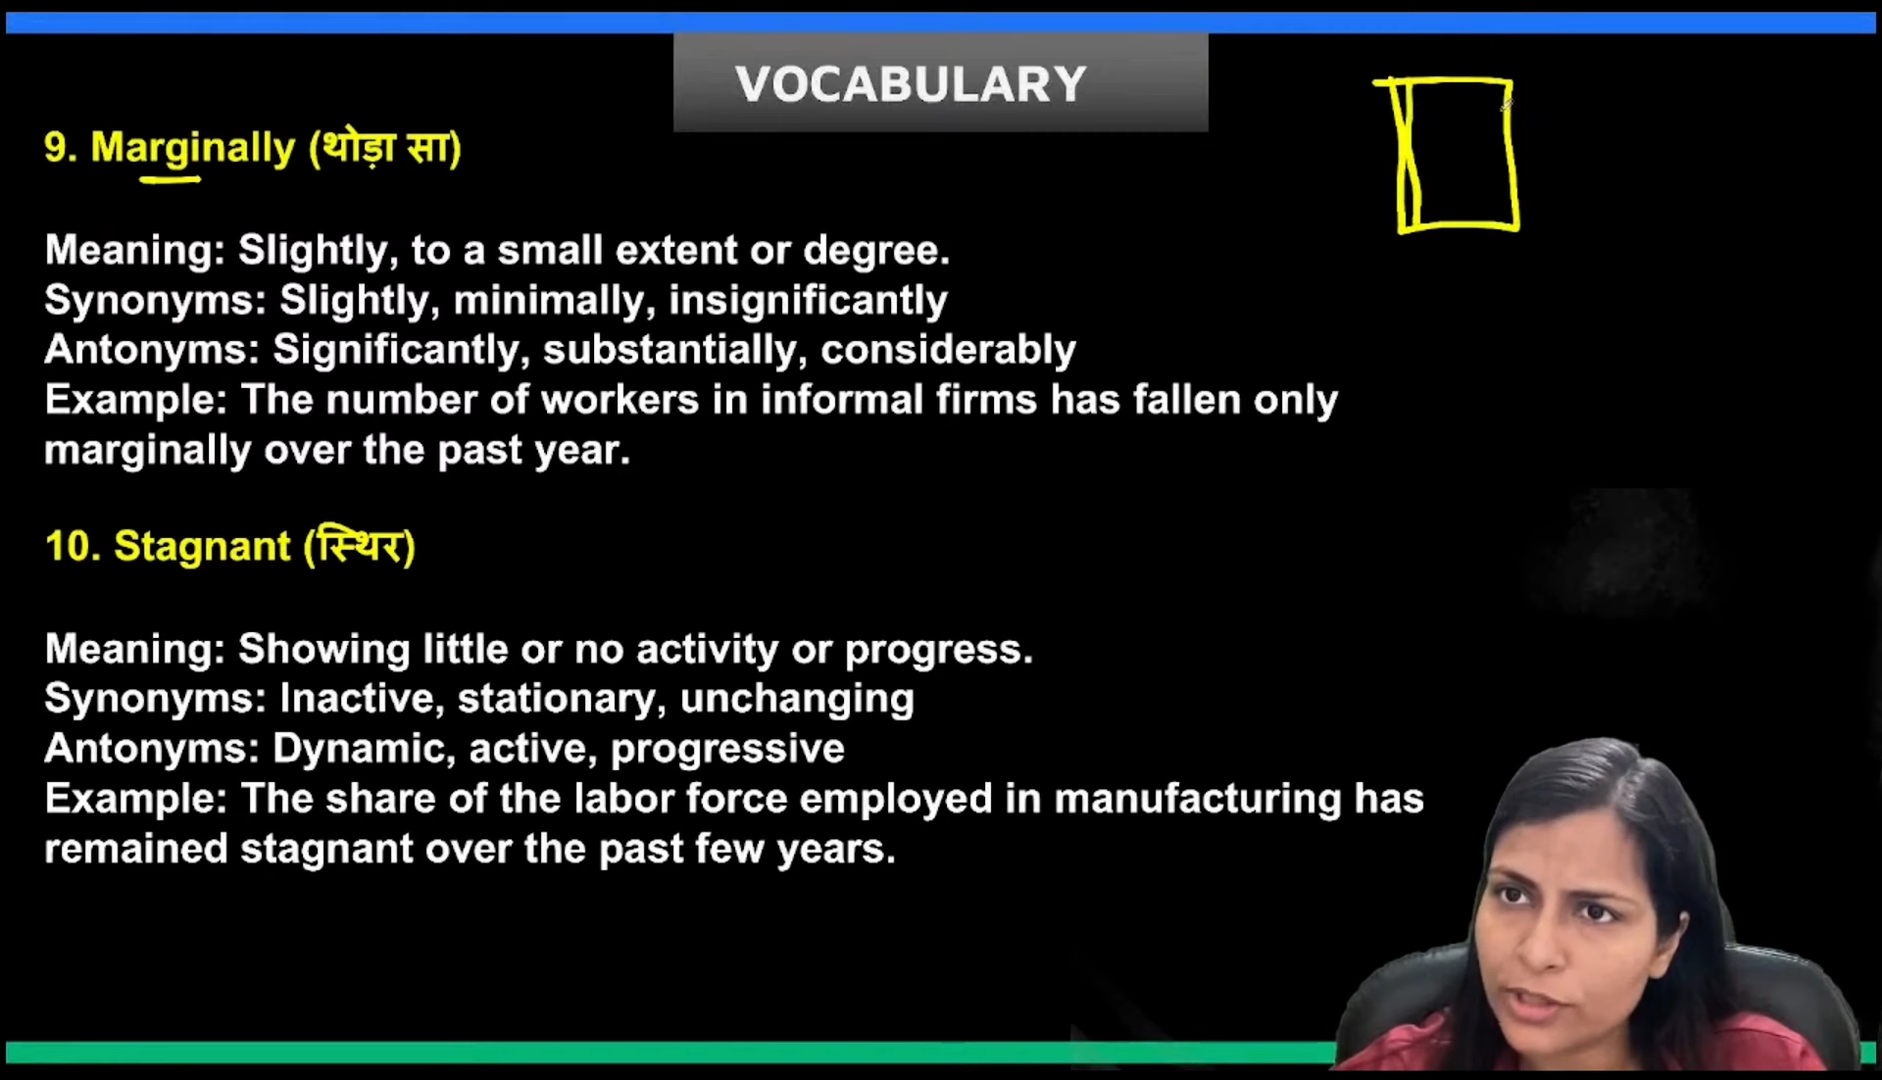 VOCABULARY
9. Marginally (थोड़ा सा)
Meaning: Slightly, to a small extent or degree.
Synonyms: Slightly, minimally, insignificantly
Antonyms: Significantly, substantially, considerably
Example: The number of workers in informal firms has fallen only
marginally over the past year.
10. Stagnant (स्थिर)
Meaning: Showing little or no activity or progress.
Synonyms: Inactive, stationary, unchanging
Antonyms: Dynamic, active, progressive
Example: The share of the labor force employed in manufacturing has
remained stagnant over the past few years.